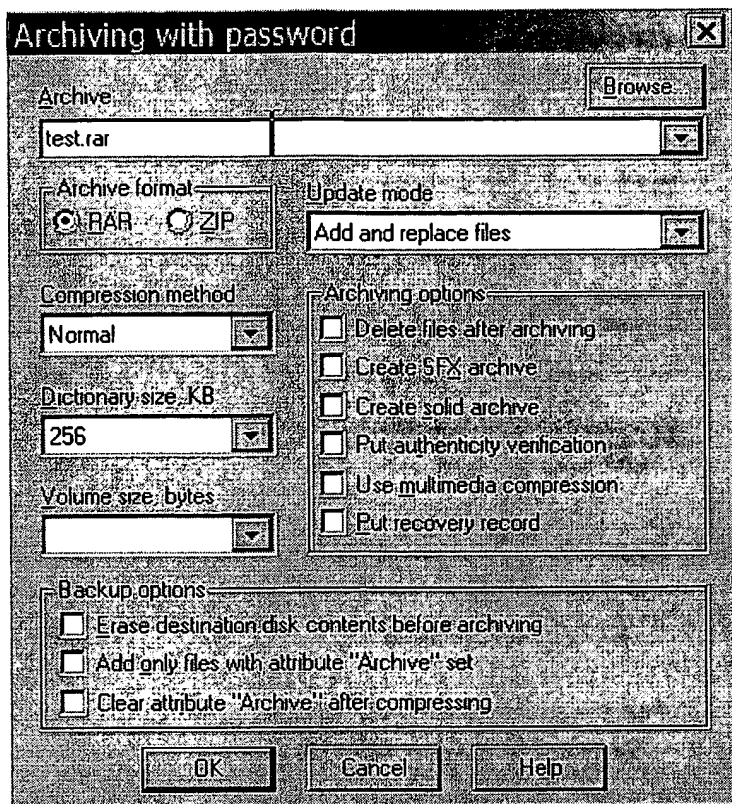 Archiving with password
Browse...
Archive
test.rar
Archive format
RAR ZIP
Update mode
Add and replace files
Compression method
Normal
Dictionary size, KB
256
Volume size, bytes
Archiving options
Delete files after archiving
Create SFX archive
Create solid archive
Put authenticity verification
Use multimedia compression
Put recovery record
Backup options
Erase destination disk contents before archiving
Add only files with attribute "Archive" set
Clear attribute "Archive" after compressing
OK Cancel Help